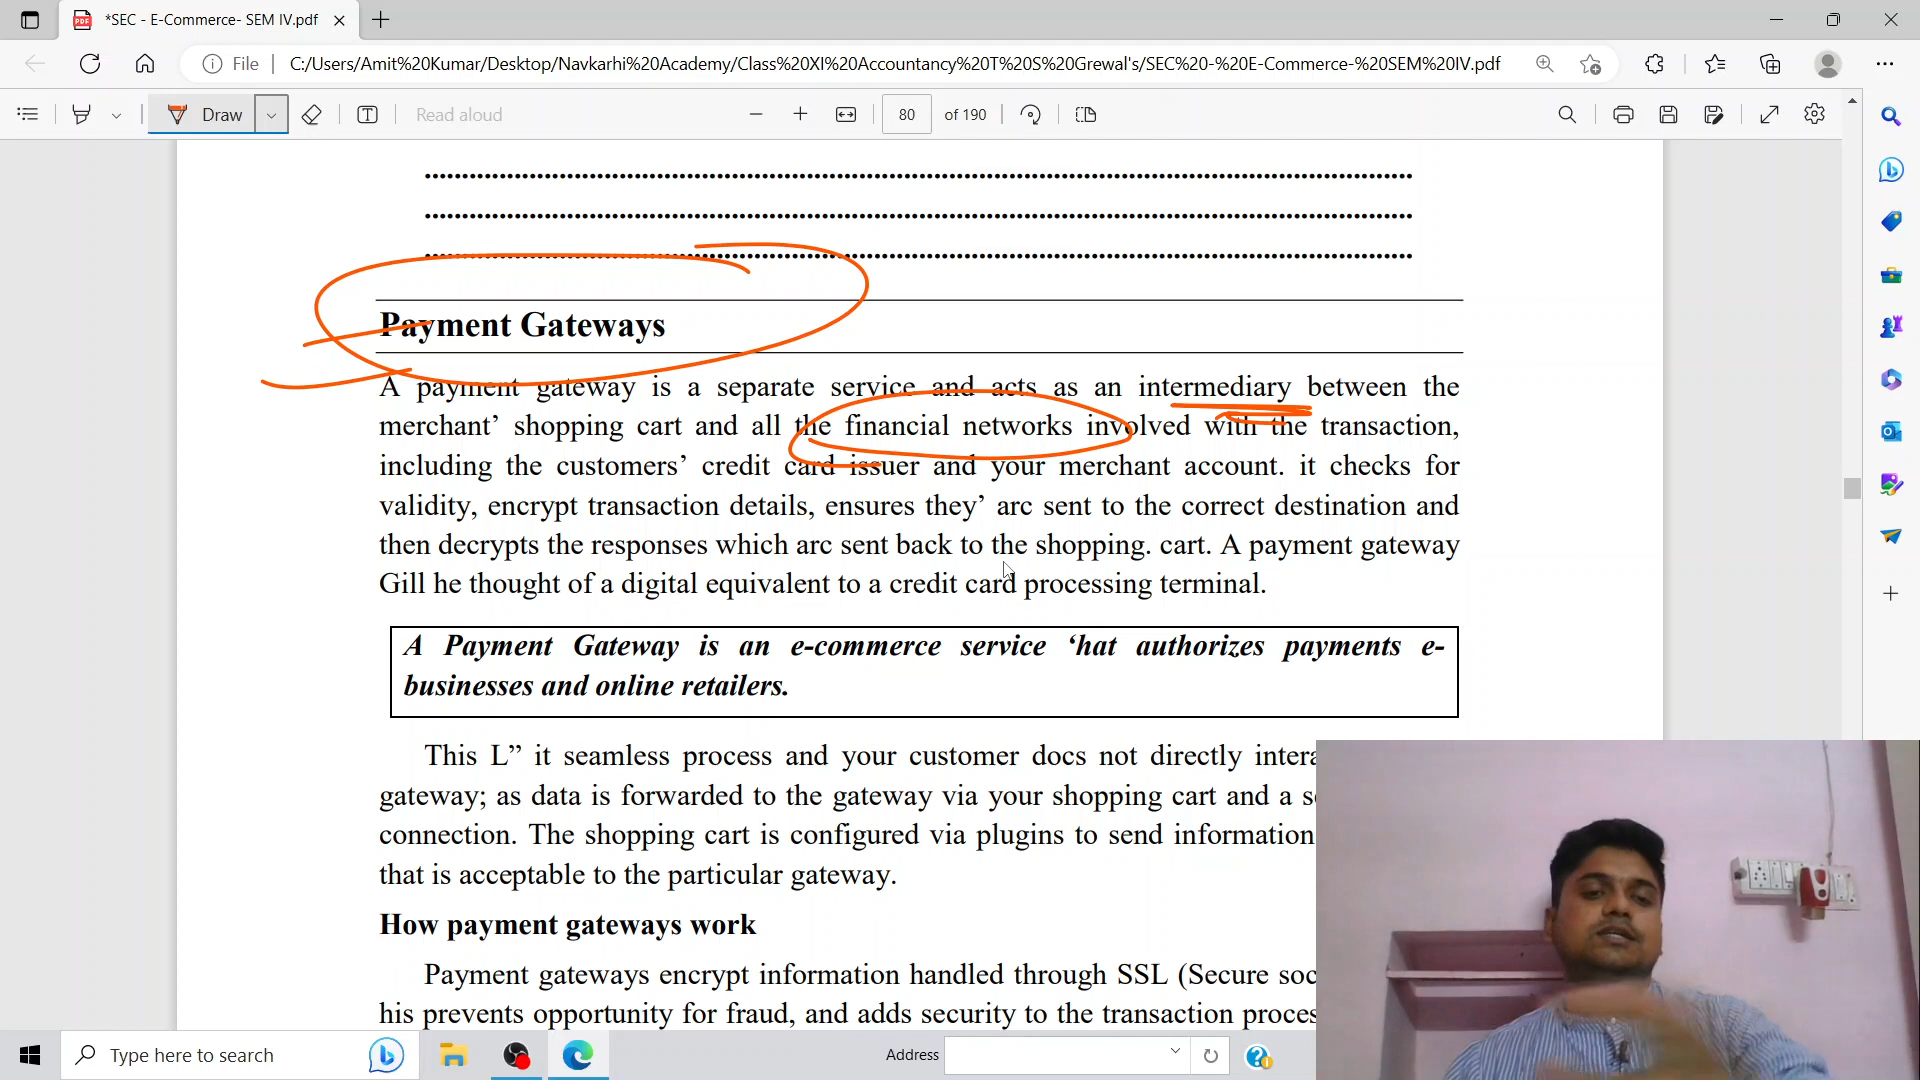 *SEC - E-Commerce- SEM IV.pdf
File
C:/Users/Amit%20Kumar/Desktop/Navkarhi%20Academy/Class%20XI%20Accountancy%20T%20S%20Grewal's/SEC%20-%20E-Commerce-%20SEM%20IV.pdf
Draw
Read aloud
80
of 190
Payment Gateways
A payment gateway is a separate service and acts as an intermediary between the
merchant’ shopping cart and all the financial networks involved with the transaction,
including the customers’ credit card issuer and your merchant account. it checks for
validity, encrypt transaction details, ensures they’ arc sent to the correct destination and
then decrypts the responses which arc sent back to the shopping. cart. A payment gateway
Gill he thought of a digital equivalent to a credit card processing terminal.
A Payment Gateway is an e-commerce service ‘hat authorizes payments e-
businesses and online retailers.
This L” it seamless process and your customer docs not directly
gateway; as data is forwarded to the gateway via your shopping cart and a
connection. The shopping cart is configured via plugins to send information
that is acceptable to the particular gateway.
How payment gateways work
Payment gateways encrypt information handled through SSL (Secure
his prevents opportunity for fraud, and adds security to the transaction
Type here to search
Address